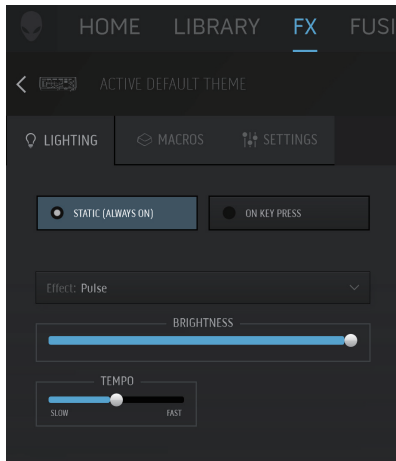 HOME LIBRARY FX FUSI
ACTIVE DEFAULT THEME
LIGHTING MACROS SETTINGS
STATIC (ALWAYS ON) ON KEY PRESS
Effect: Pulse
BRIGHTNESS
TEMPO
SLOW FAST